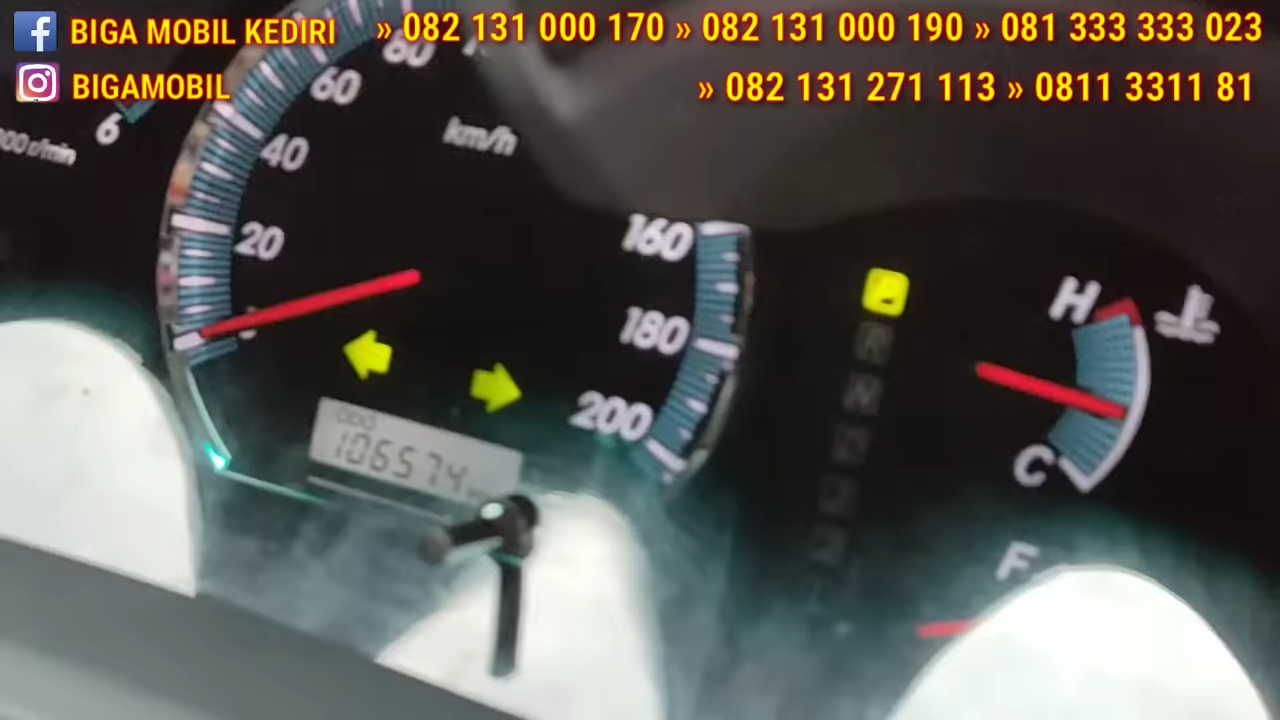 BIGA MOBIL KEDIRI » 082 131 000 170 » 082 131 000 190 » 081 333 333 023
BIGAMOBIL » 082 131 271 113 » 0811 3311 81
80
60
6
km/h
40
20
160
H
180
200
ODO
106574
C
F